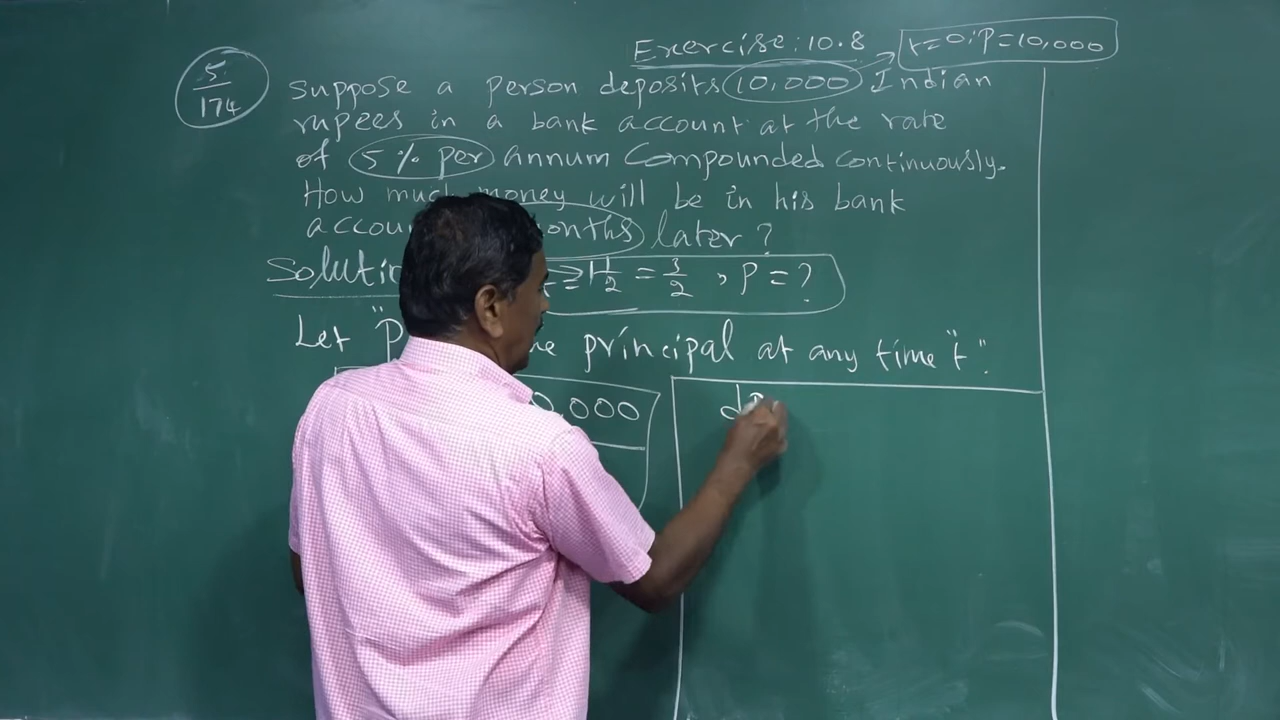 Exercise: 10.8
t=0; P=10,000
5/174
Suppose a person deposits 10,000 Indian
rupees in a bank account at the rate
of 5% per annum compounded continuously.
How much money will be in his bank
later?
= 1 1/2 = 3/2, P = ?
Let "P principal at any time "t".
0,000